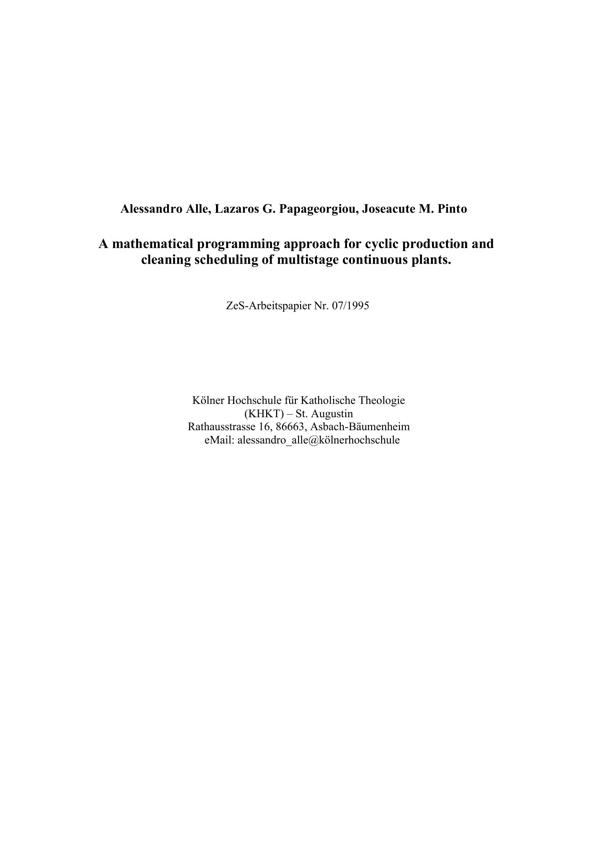 Alessandro Alle, Lazaros G. Papageorgiou, Joseacute M. Pinto
A mathematical programming approach for cyclic production and
cleaning scheduling of multistage continuous plants.
ZeS-Arbeitspapier Nr. 07/1995
Kölner Hochschule für Katholische Theologie
(KHKT) – St. Augustin
Rathausstrasse 16, 86663, Asbach-Bäumenheim
eMail: alessandro_alle@kölnerhochschule